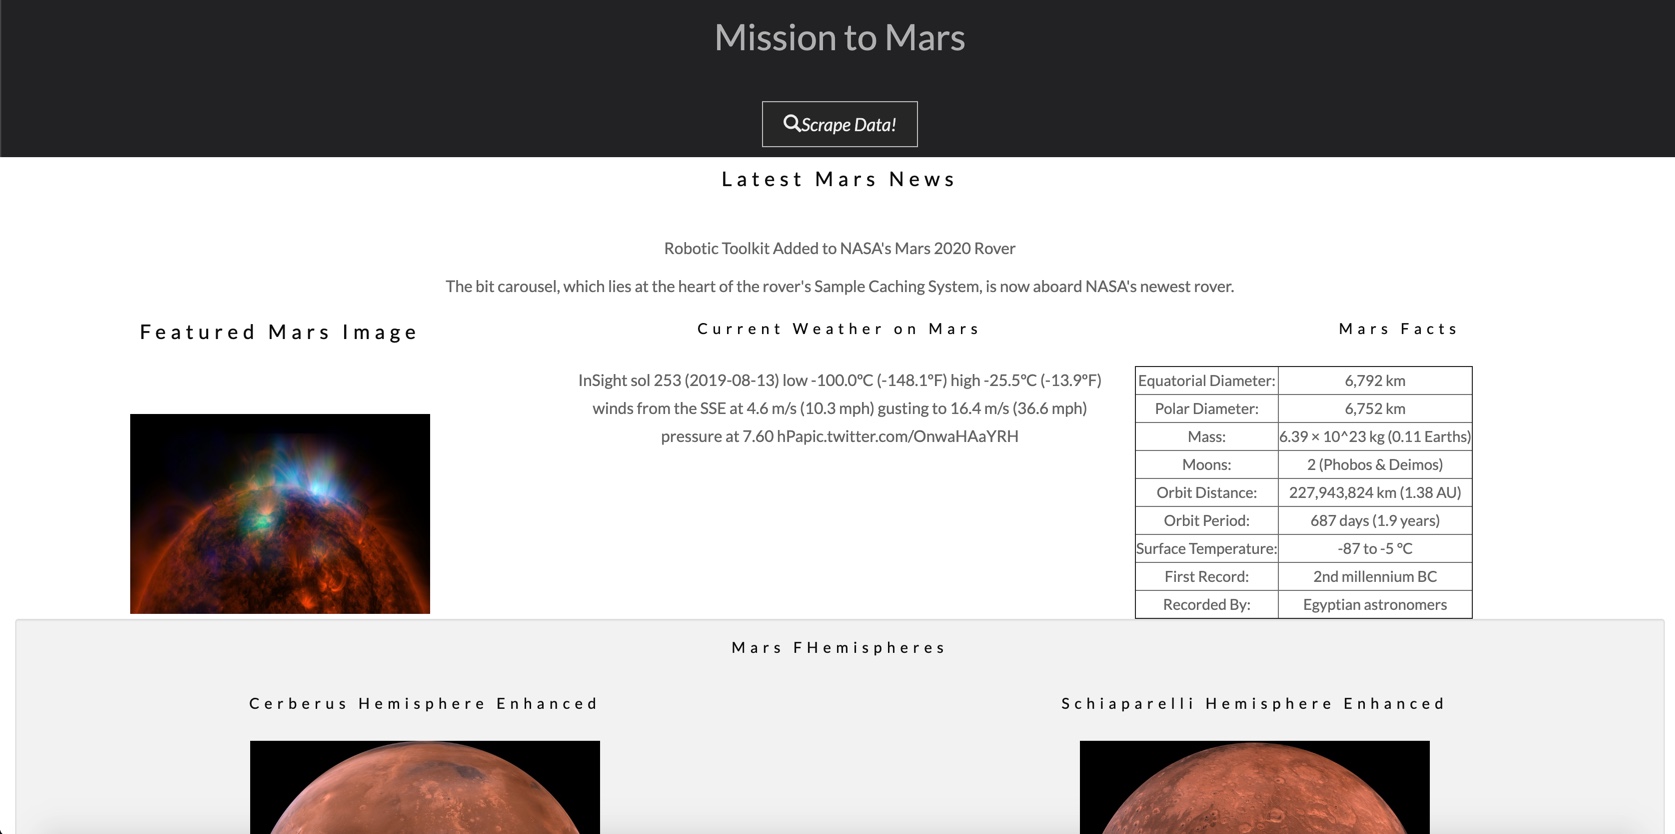 Mission to Mars
Scrape Data!
Latest Mars News
Robotic Toolkit Added to NASA's Mars 2020 Rover
The bit carousel, which lies at the heart of the rover's Sample Caching System, is now aboard NASA's newest rover.
Featured Mars Image
Current Weather on Mars
InSight sol 253 (2019-08-13) low -100.0ºC (-148.1ºF) high -25.5ºC (-13.9ºF)
winds from the SSE at 4.6 m/s (10.3 mph) gusting to 16.4 m/s (36.6 mph)
pressure at 7.60 hPapic.twitter.com/OnwaHAaYRH
Mars Facts
Equatorial Diameter: 6,792 km
Polar Diameter: 6,752 km
Mass: 6.39 × 10^23 kg (0.11 Earths)
Moons: 2 (Phobos & Deimos)
Orbit Distance: 227,943,824 km (1.38 AU)
Orbit Period: 687 days (1.9 years)
Surface Temperature: -87 to -5 °C
First Record: 2nd millennium BC
Recorded By: Egyptian astronomers
Mars FHemispheres
Cerberus Hemisphere Enhanced
Schiaparelli Hemisphere Enhanced